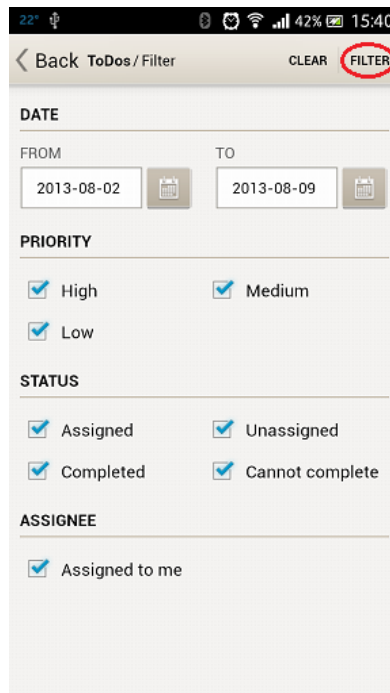 22° 42% 15:40
Back ToDos / Filter CLEAR FILTER
DATE
FROM TO
2013-08-02 2013-08-09
PRIORITY
High Medium
Low
STATUS
Assigned Unassigned
Completed Cannot complete
ASSIGNEE
Assigned to me